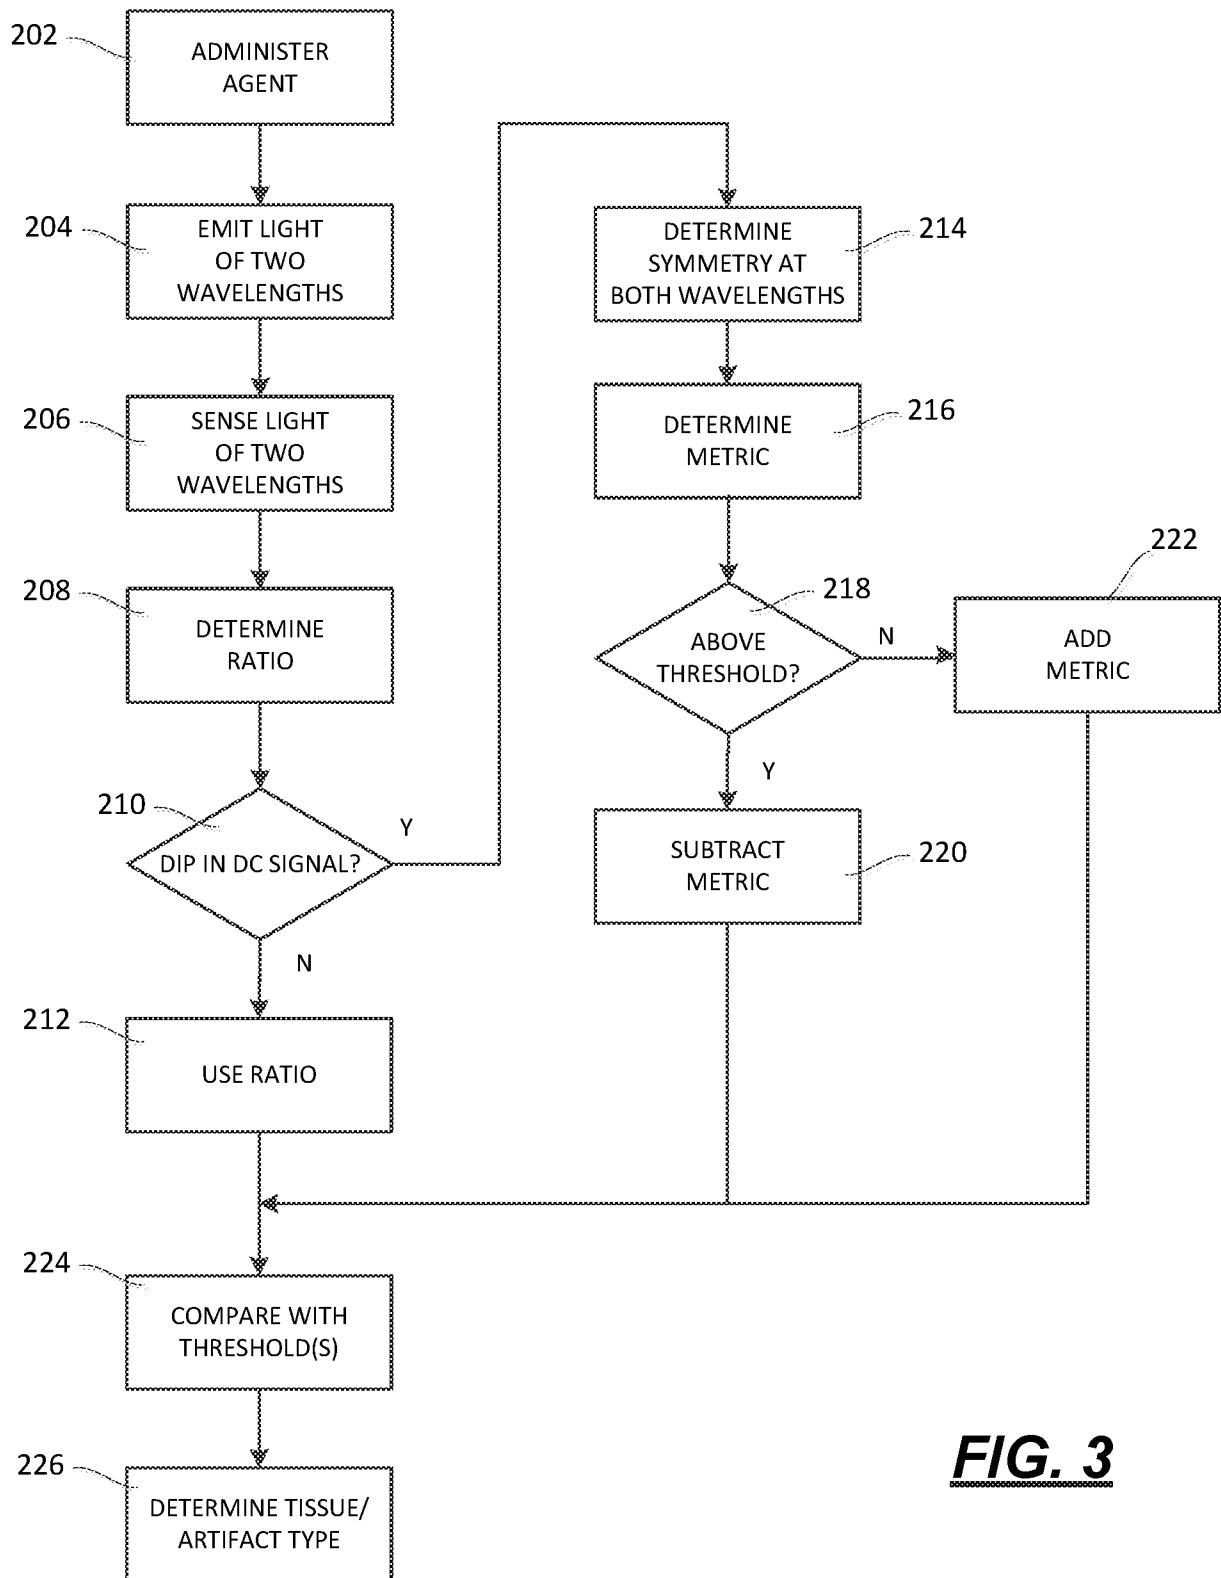 202
ADMINISTER
AGENT
204
EMIT LIGHT
OF TWO
WAVELENGTHS
206
SENSE LIGHT
OF TWO
WAVELENGTHS
208
DETERMINE
RATIO
210
DIP IN DC SIGNAL?
Y
N
212
USE RATIO
214
DETERMINE
SYMMETRY AT
BOTH WAVELENGTHS
216
DETERMINE
METRIC
218
ABOVE
THRESHOLD?
N
Y
222
ADD
METRIC
220
SUBTRACT
METRIC
224
COMPARE WITH
THRESHOLD(S)
226
DETERMINE TISSUE/
ARTIFACT TYPE
FIG. 3